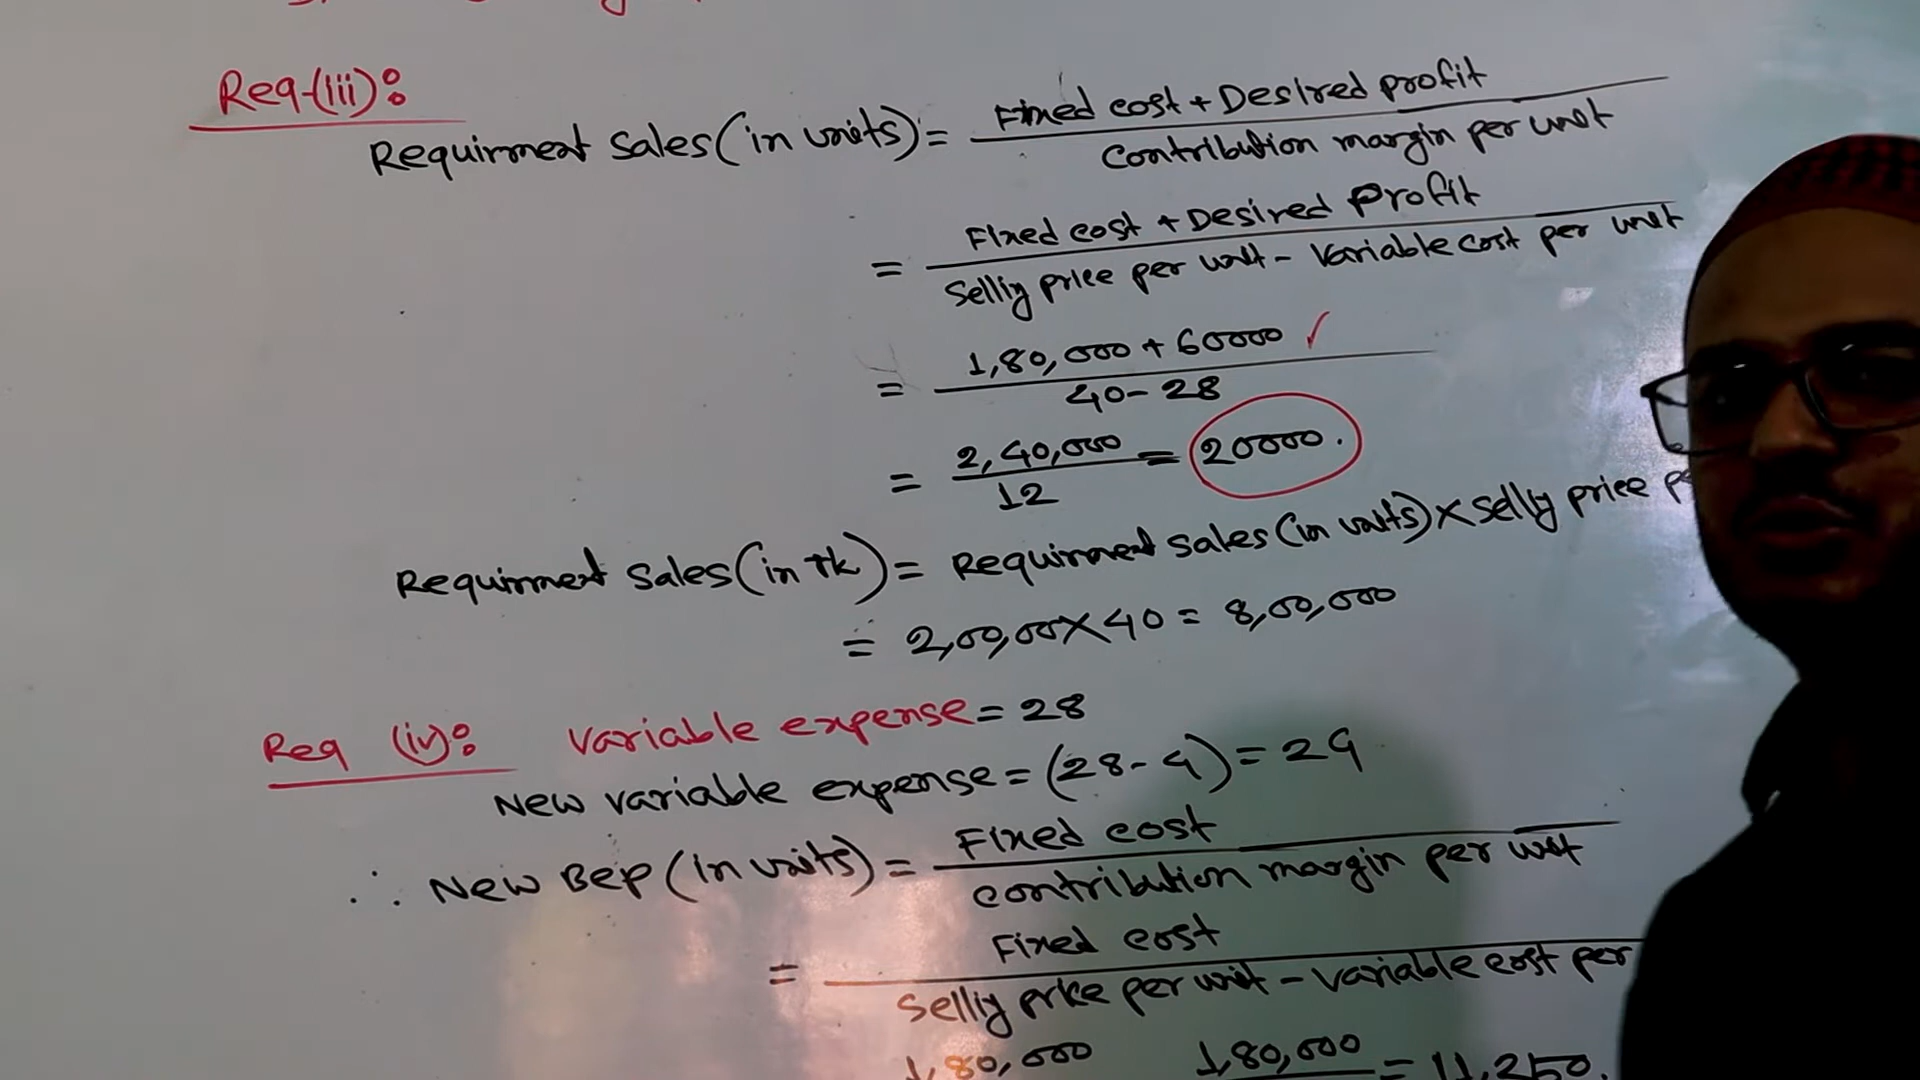 Req-(iii):
Requirment Sales (in units) = Fixed cost + Desired profit
Contribution margin per unit
= Fixed cost + Desired Profit
Selliy price per unit - Variable cost per unit
= 1,80,000 + 60000 ✓
40 - 28
= 2,40,000 = 20000.
12
Requirment Sales (in Tk) = Requirment Sales (in units) × Selliy price p
= 2,00,00 × 40 = 8,00,000
Req (iv): Variable expense = 28
New variable expense = (28-4) = 24
∴ New Bep (in units) = Fixed cost
contribution margin per unit
= Fixed cost
Selliy price per unit - Variable cost per
1,80,000 1,80,000 = 11,250.